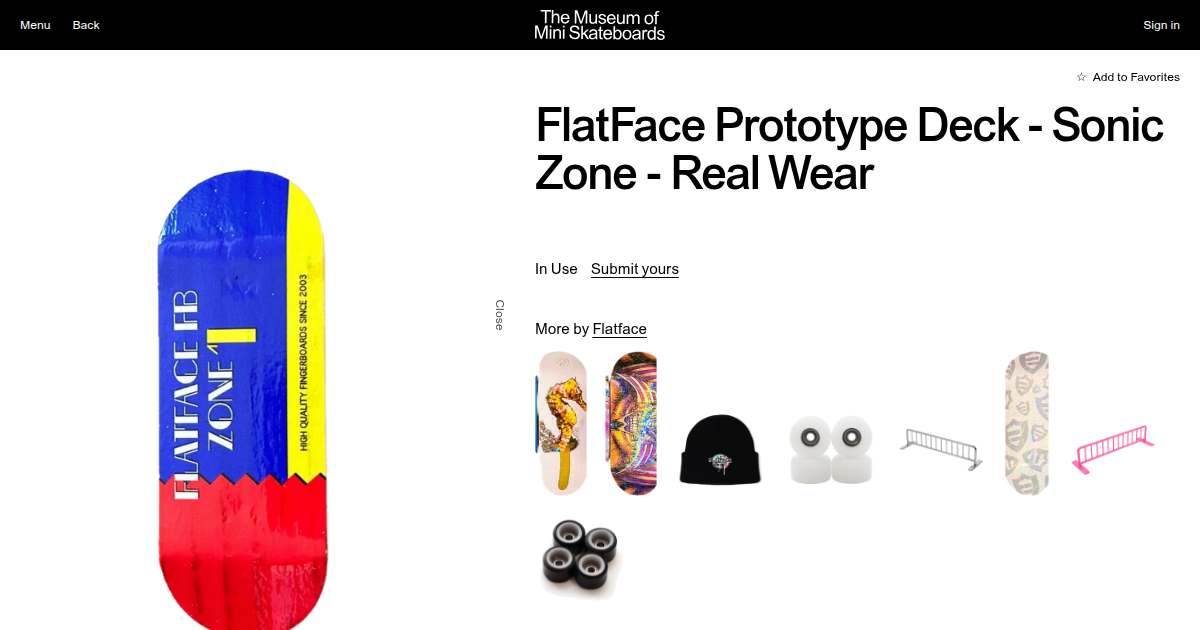 Menu
Back
The Museum of
Mini Skateboards
Sign in
☆ Add to Favorites
FlatFace Prototype Deck - Sonic
Zone - Real Wear
In Use
Submit yours
Close
More by Flatface
FLATFACE FB
ZONE 1
HIGH QUALITY FINGERBOARDS SINCE 2003